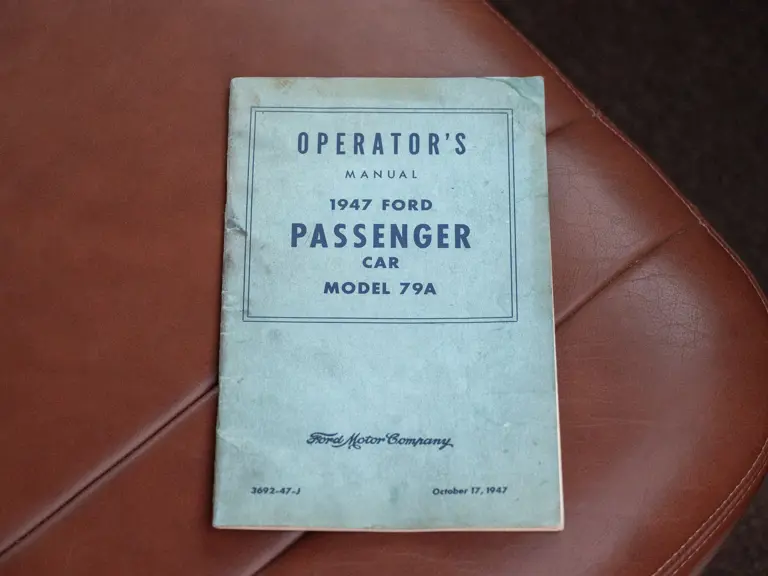 OPERATOR'S
MANUAL
1947 FORD
PASSENGER
CAR
MODEL 79A
Ford Motor Company
3692-47-J October 17, 1947